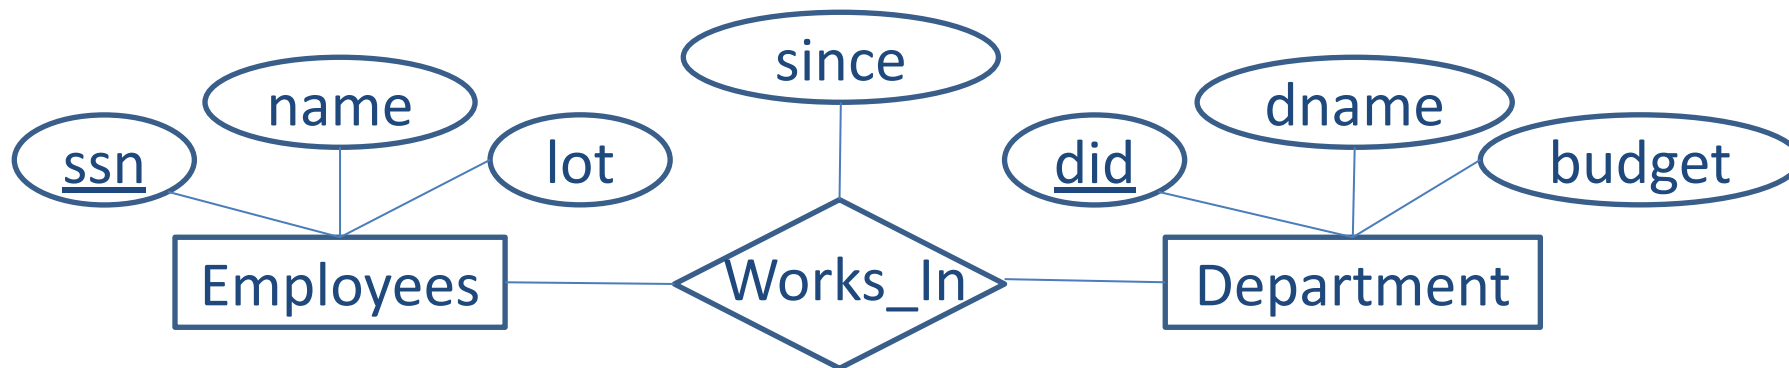 since
name
dname
ssn
lot
did
budget
Employees
Works_In
Department